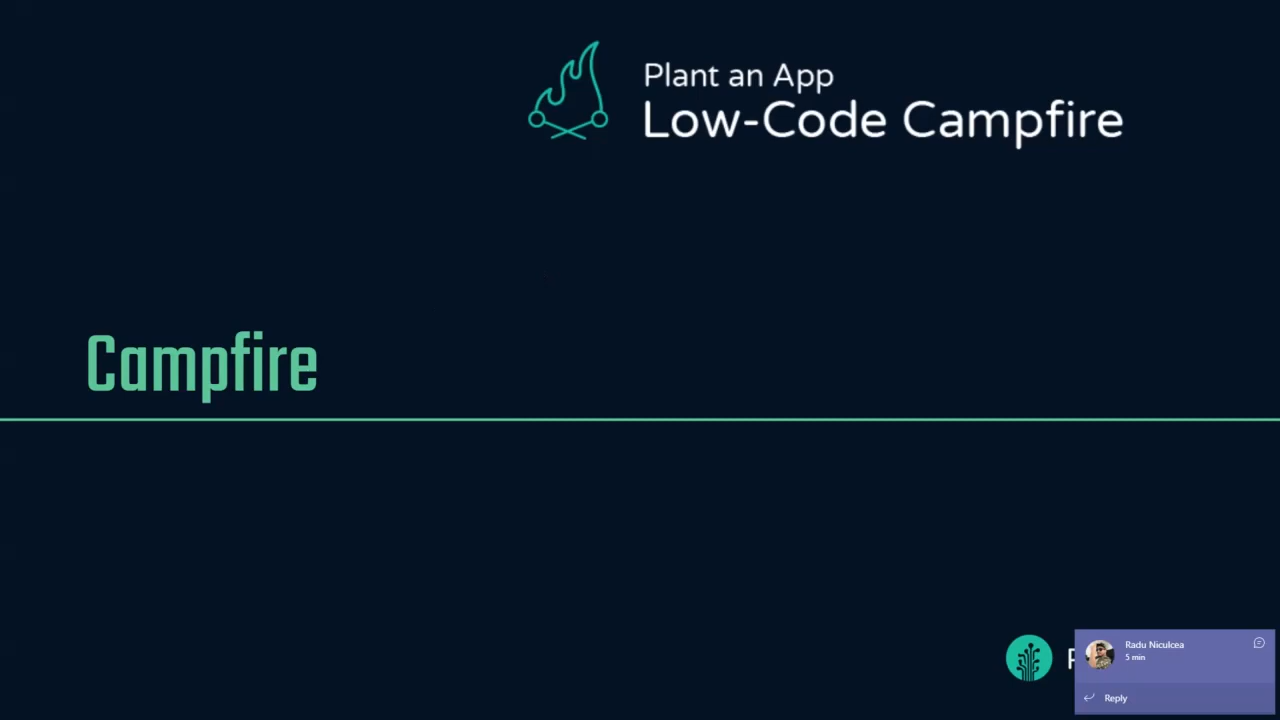 Plant an App
Low-Code Campfire
Campfire
Radu Niculcea
5 min
Reply